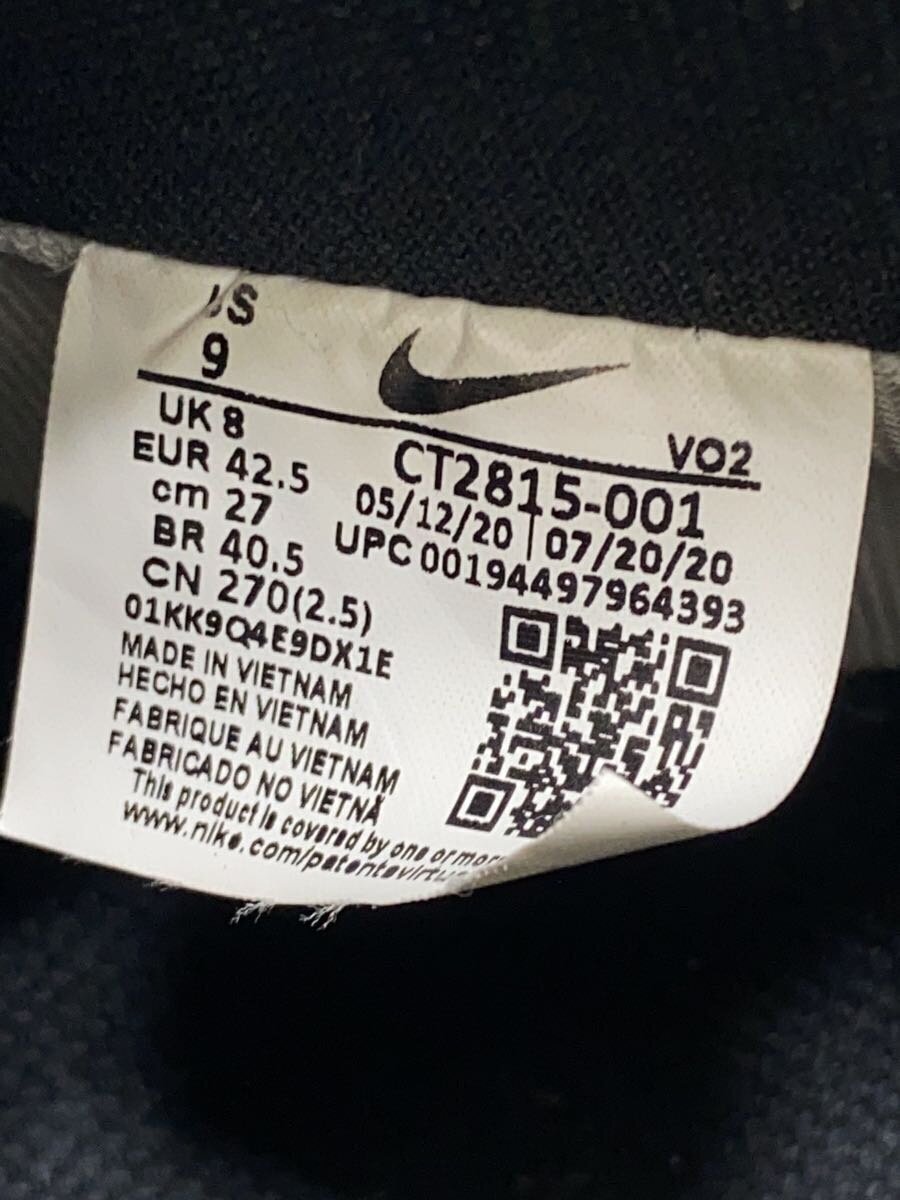 US
9
VO2
UK 8
EUR 42.5
cm 27
BR 40.5
CN 270(2.5)
01KK9Q4E9DX1E
CT2815-001
05/12/20 | 07/20/20
UPC 00194497964393
MADE IN VIETNAM
HECHO EN VIETNAM
FABRIQUE AU VIETNAM
FABRICADO NO VIETNÃ
This product is covered by one or mor
www.nike.com/patents